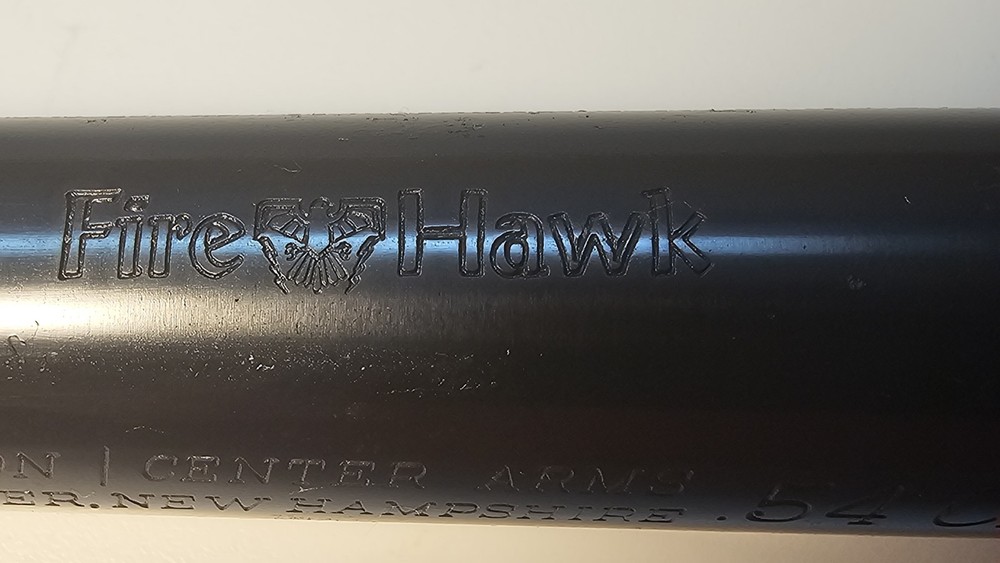 Fire Hawk
ON | CENTER ARMS
ER. NEW HAMPSHIRE . 54 C